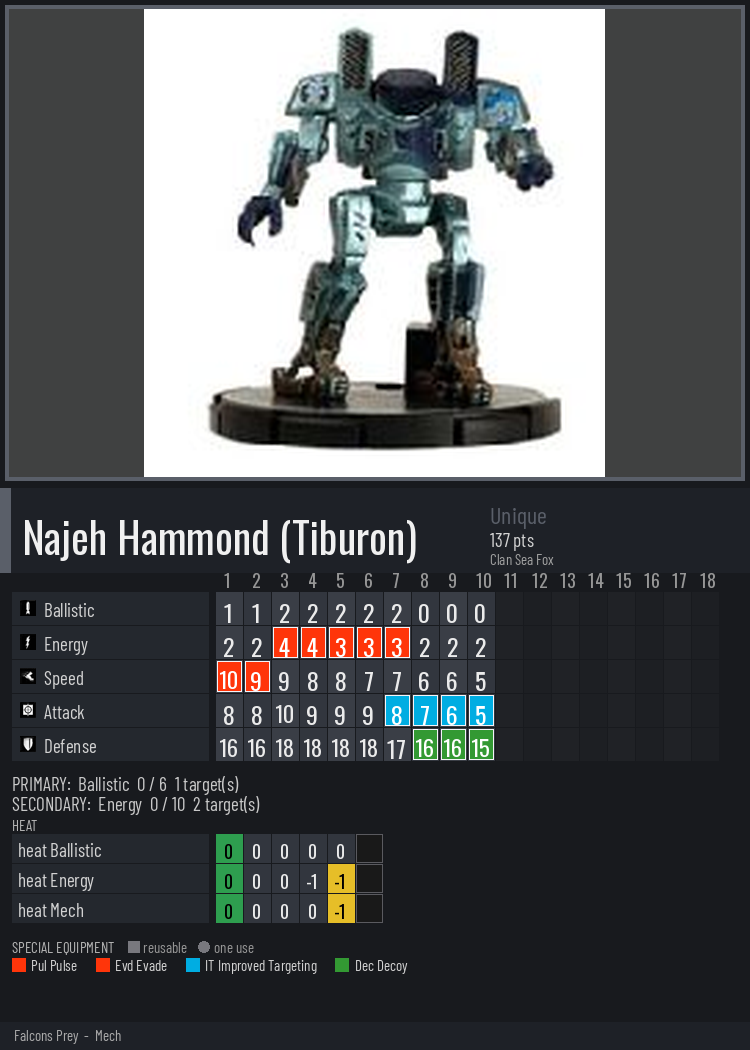 Najeh Hammond (Tiburon)
Unique
137 pts
Clan Sea Fox
1 2 3 4 5 6 7 8 9 10 11 12 13 14 15 16 17 18
Ballistic 1 1 2 2 2 2 2 0 0 0
Energy 2 2 4 4 3 3 3 2 2 2
Speed 10 9 9 8 8 7 7 6 6 5
Attack 8 8 10 9 9 9 8 7 6 5
Defense 16 16 18 18 18 18 17 16 16 15
PRIMARY: Ballistic 0 / 6 1 target(s)
SECONDARY: Energy 0 / 10 2 target(s)
HEAT
heat Ballistic 0 0 0 0 0
heat Energy 0 0 0 -1 -1
heat Mech 0 0 0 0 -1
SPECIAL EQUIPMENT reusable one use
Pul Pulse Evd Evade IT Improved Targeting Dec Decoy
Falcons Prey - Mech